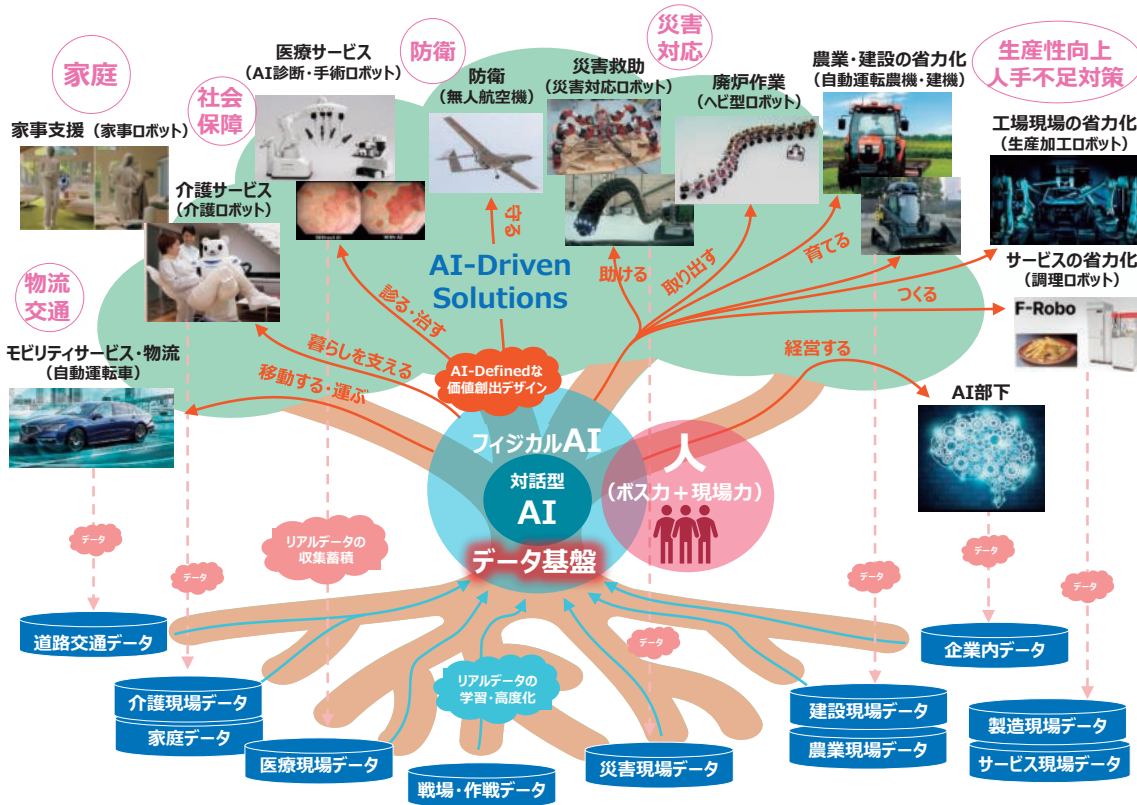 家庭
社会
保障
防衛
災害
対応
生産性向上
人手不足対策
物流
交通
医療サービス
（AI診断・手術ロボット）
防衛
（無人航空機）
災害救助
（災害対応ロボット）
廃炉作業
（ヘビ型ロボット）
農業・建設の省力化
（自動運転農機・建機）
家事支援（家事ロボット）
介護サービス
（介護ロボット）
工場現場の省力化
（生産加工ロボット）
サービスの省力化
（調理ロボット）
F-Robo
モビリティサービス・物流
（自動運転車）
Without AI
With AI
AI-Driven
Solutions
守る
助ける
取り出す
育てる
つくる
経営する
診る・治す
暮らしを支える
移動する・運ぶ
AI-Definedな
価値創出デザイン
AI部下
フィジカルAI
対話型
AI
データ基盤
人
（ボス力＋現場力）
データ
データ
リアルデータの
収集蓄積
データ
データ
データ
データ
リアルデータの
学習・高度化
道路交通データ
介護現場データ
家庭データ
医療現場データ
戦場・作戦データ
災害現場データ
建設現場データ
農業現場データ
企業内データ
製造現場データ
サービス現場データ